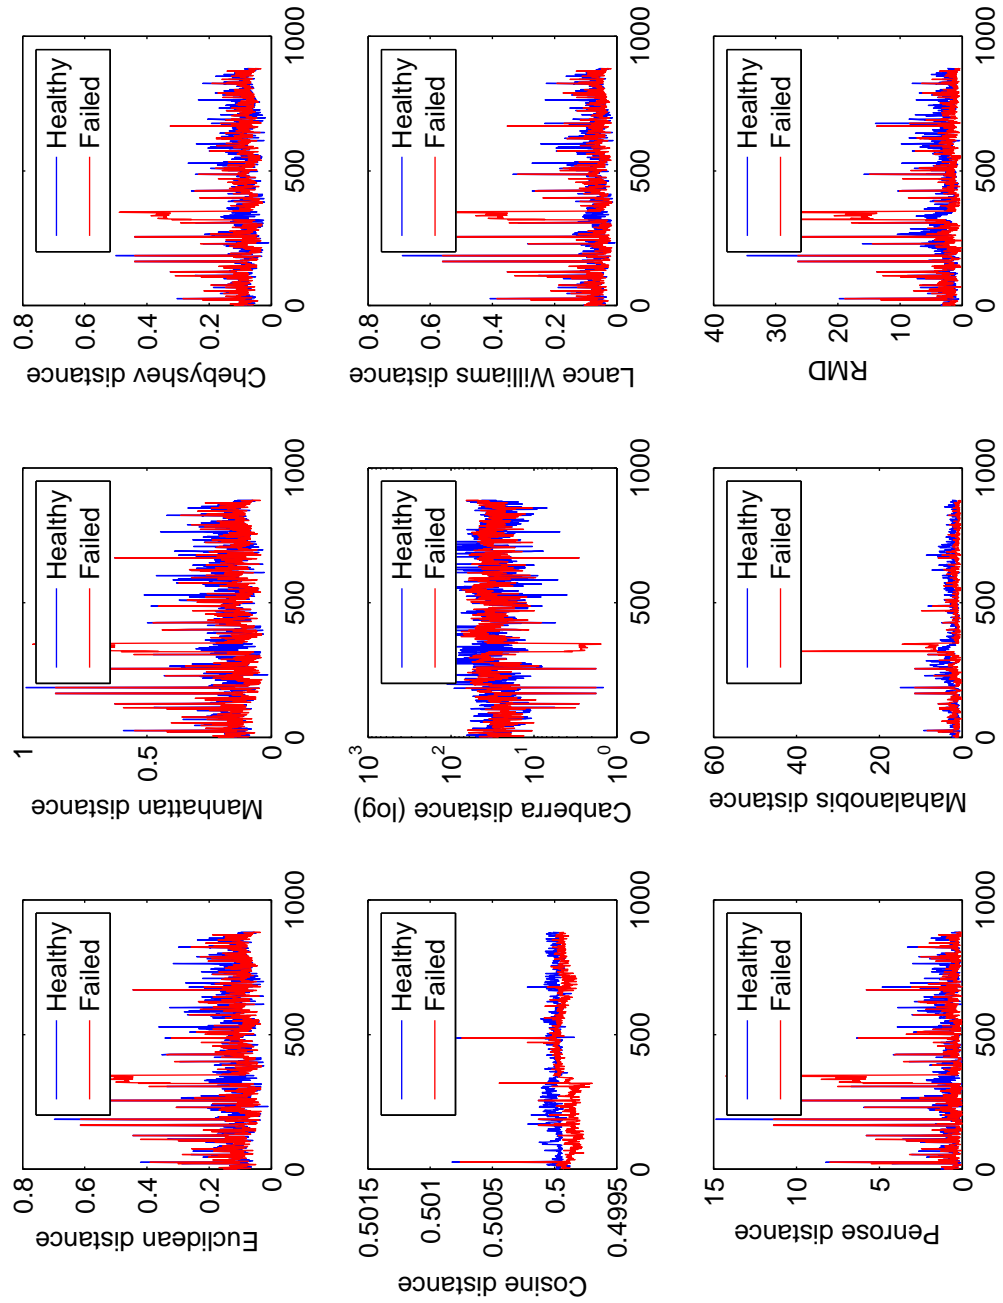 Euclidean distance
0.8
0.6
0.4
0.2
0
0
500
1000
Healthy
Failed
Manhattan distance
1
0.5
0
0
500
1000
Healthy
Failed
Chebyshev distance
0.8
0.6
0.4
0.2
0
0
500
1000
Healthy
Failed
Cosine distance
0.5015
0.501
0.5005
0.5
0.4995
0
500
1000
Healthy
Failed
Canberra distance (log)
10^3
10^2
10^1
10^0
0
500
1000
Healthy
Failed
Lance Williams distance
0.8
0.6
0.4
0.2
0
0
500
1000
Healthy
Failed
Penrose distance
15
10
5
0
0
500
1000
Healthy
Failed
Mahalanobis distance
60
40
20
0
0
500
1000
Healthy
Failed
RMD
40
30
20
10
0
0
500
1000
Healthy
Failed